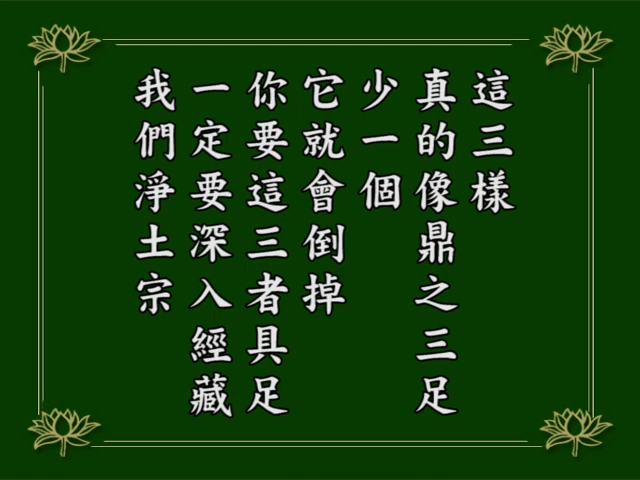 這三樣
真的像鼎之三足
少一個
它就會倒掉
你要這三者具足
一定要深入經藏
我們淨土宗